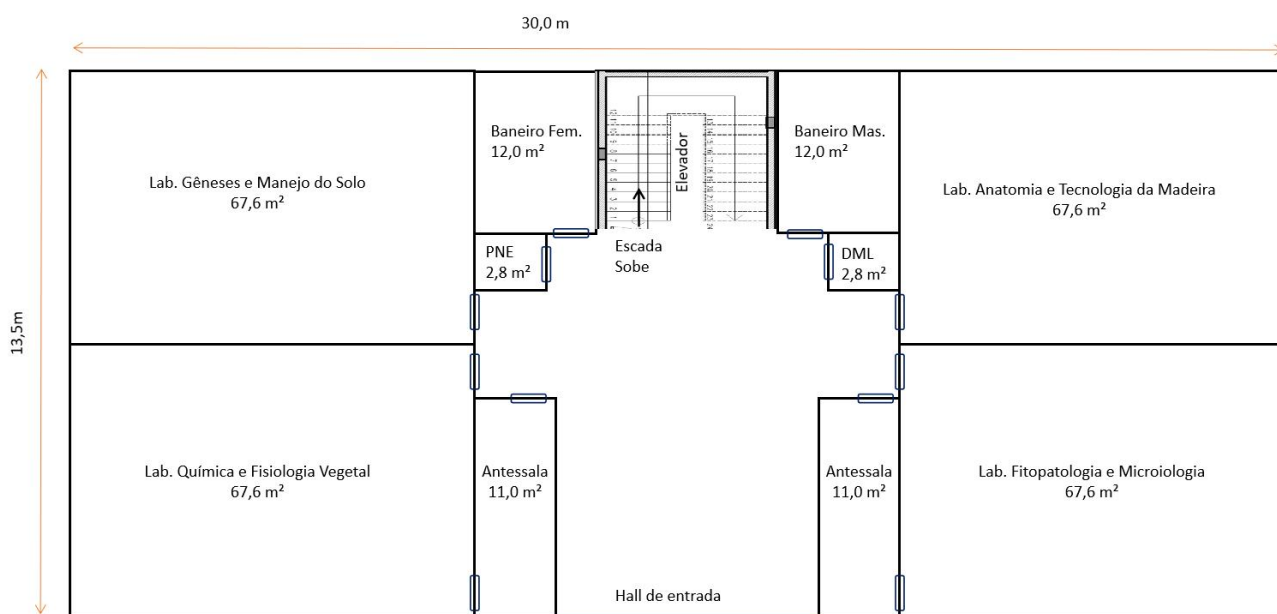 30,0 m
13,5m
Baneiro Fem.
12,0 m²
Elevador
Baneiro Mas.
12,0 m²
Lab. Gêneses e Manejo do Solo
67,6 m²
Lab. Anatomia e Tecnologia da Madeira
67,6 m²
PNE
2,8 m²
Escada
Sobe
DML
2,8 m²
Lab. Química e Fisiologia Vegetal
67,6 m²
Antessala
11,0 m²
Antessala
11,0 m²
Lab. Fitopatologia e Microiologia
67,6 m²
Hall de entrada